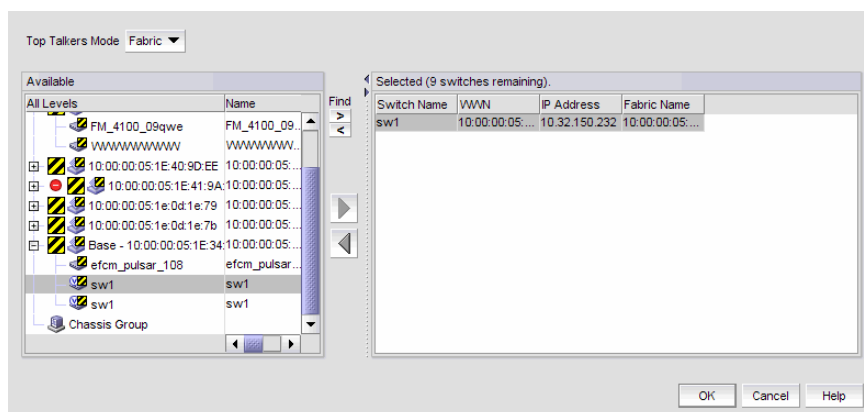 Top Talkers Mode Fabric
Available
All Levels Name
FM_4100_09qwe FM_4100_09...
10:00:00:05:1E:40:9D:EE 10:00:00:05:...
10:00:00:05:1E:41:9A: 10:00:00:05:...
10:00:00:05:1e:0d:1e:79 10:00:00:05:...
10:00:00:05:1e:0d:1e:7b 10:00:00:05:...
Base - 10:00:00:05:1E:34: 10:00:00:05:...
efcm_pulsar_108 efcm_pulsar...
sw1 sw1
sw1 sw1
Chassis Group
Find
>
<
Selected (9 switches remaining).
Switch Name WWN IP Address Fabric Name
sw1 10:00:00:05:... 10.32.150.232 10:00:00:05:...
OK Cancel Help